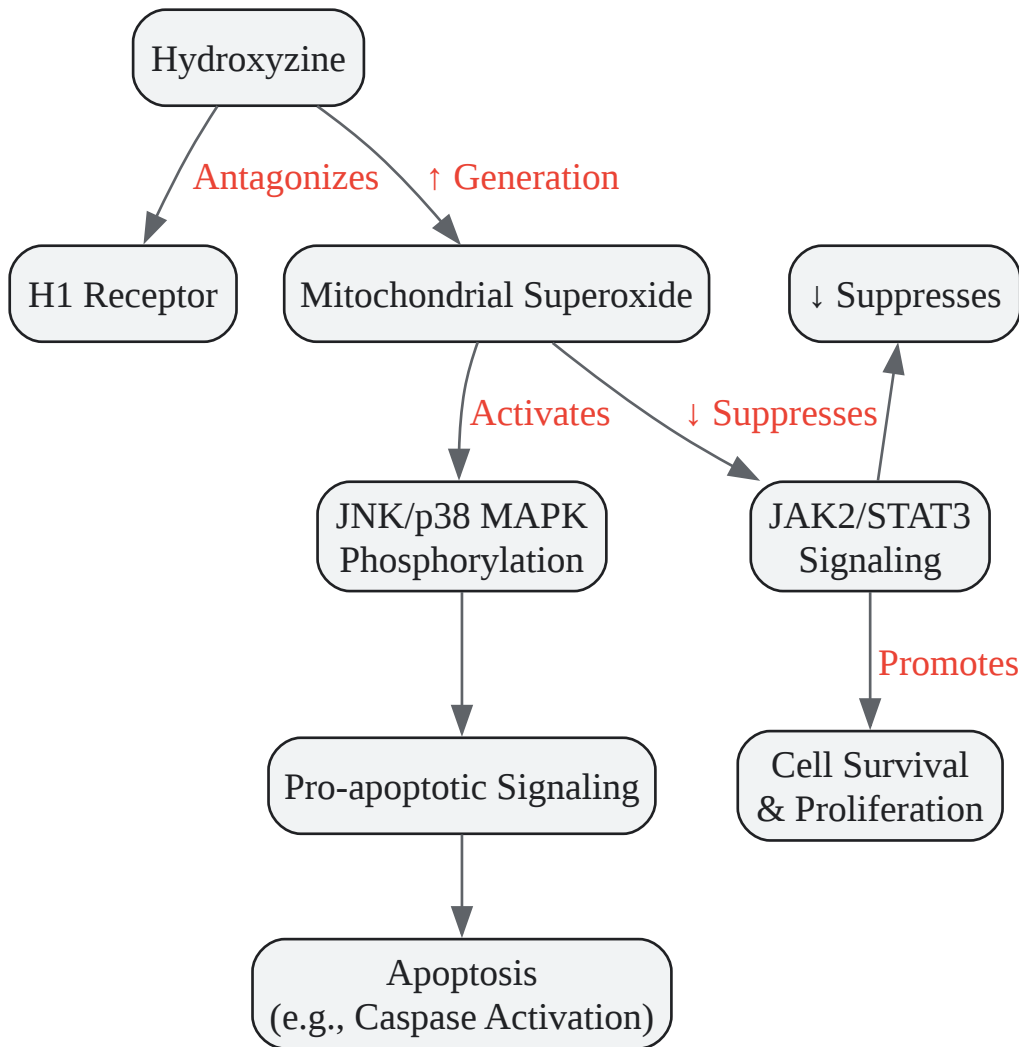 Hydroxyzine
Antagonizes
↑ Generation
H1 Receptor
Mitochondrial Superoxide
↓ Suppresses
Activates
↓ Suppresses
JNK/p38 MAPK
Phosphorylation
JAK2/STAT3
Signaling
Promotes
Pro-apoptotic Signaling
Cell Survival
& Proliferation
Apoptosis
(e.g., Caspase Activation)